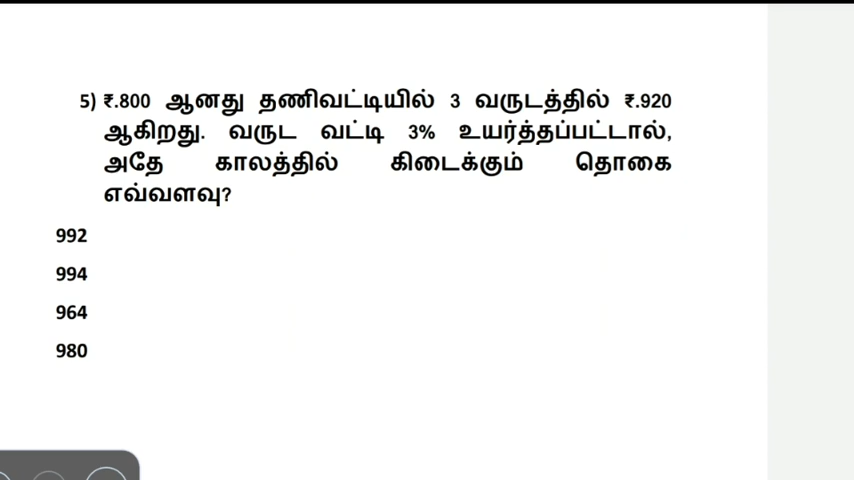 5) ₹.800 ஆனது தணிவட்டியில் 3 வருடத்தில் ₹.920
ஆகிறது. வருட வட்டி 3% உயர்த்தப்பட்டால்,
அதே காலத்தில் கிடைக்கும் தொகை
எவ்வளவு?
992
994
964
980